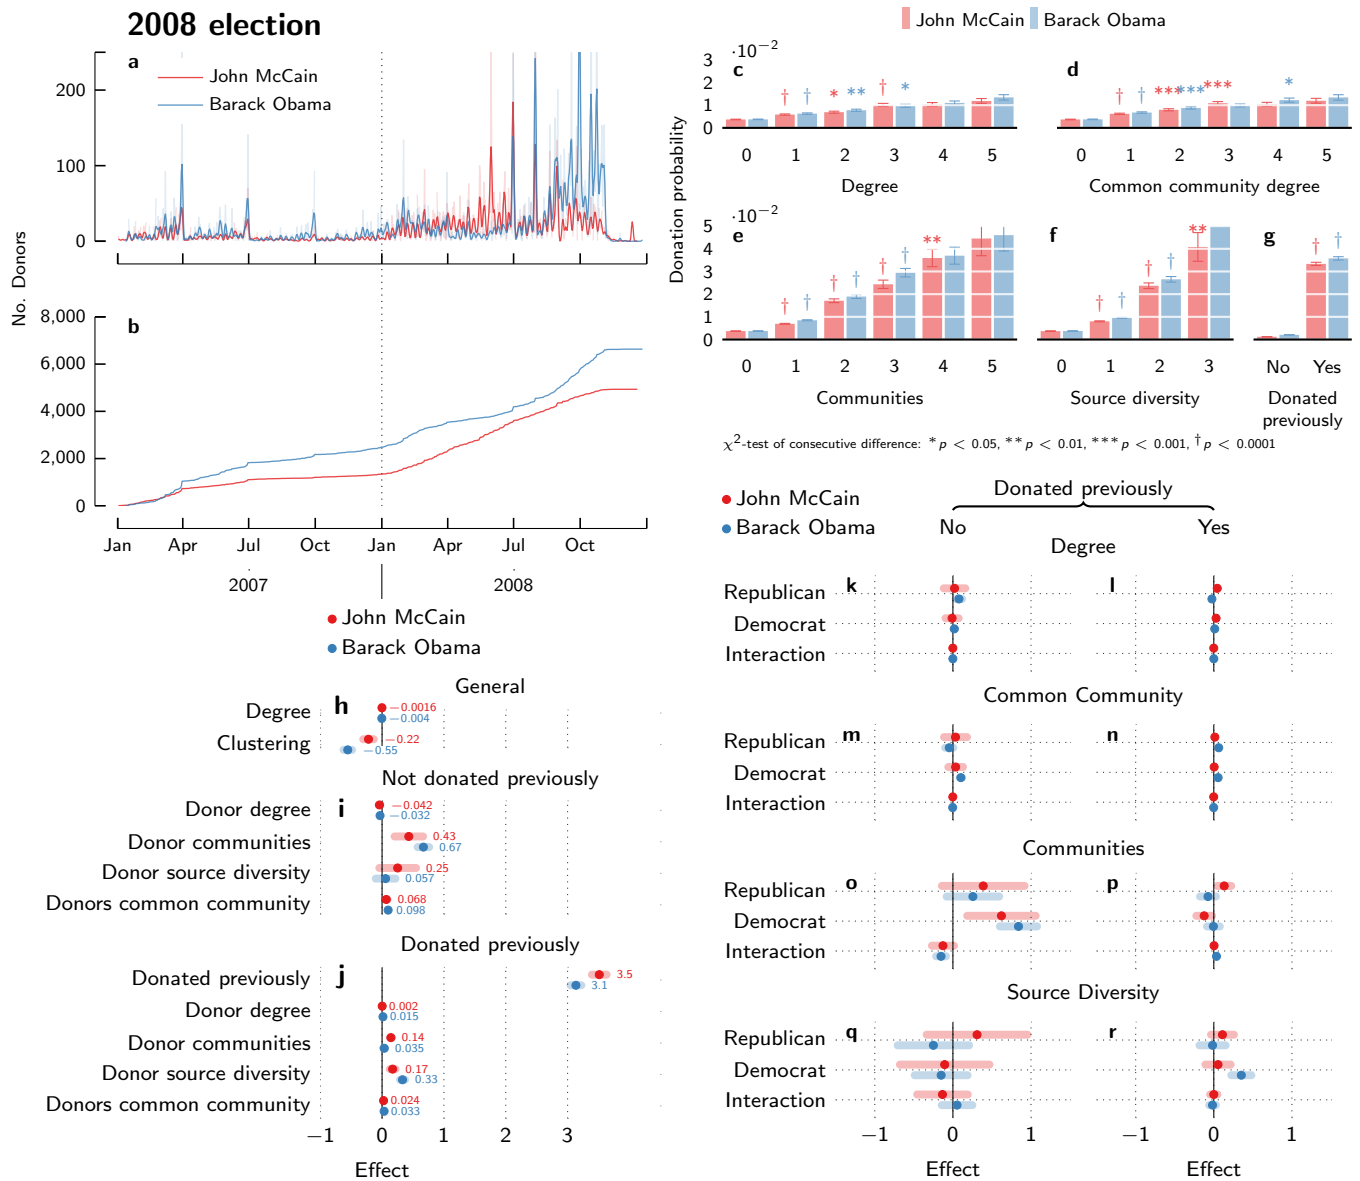 2008 election
a
John McCain
Barack Obama
200
100
0
No. Donors
b
8,000
6,000
4,000
2,000
0
Jan Apr Jul Oct Jan Apr Jul Oct
2007 2008
John McCain Barack Obama
·10⁻²
c
3
2
1
0
† † * ** † *
0 1 2 3 4 5
Degree
d
† † *** *** *** *
0 1 2 3 4 5
Common community degree
Donation probability
·10⁻²
e
5
4
3
2
1
0
† † † † † † **
0 1 2 3 4 5
Communities
f
† † † † **
0 1 2 3
Source diversity
g
† †
No Yes
Donated
previously
χ²-test of consecutive difference: * p < 0.05, ** p < 0.01, *** p < 0.001, † p < 0.0001
John McCain
Barack Obama
General
h
Degree −0.0016
−0.004
Clustering −0.22
−0.55
Not donated previously
i
Donor degree −0.042
−0.032
Donor communities 0.43
0.67
Donor source diversity 0.25
0.057
Donors common community 0.068
0.098
Donated previously
j
Donated previously 3.5
3.1
Donor degree 0.002
0.015
Donor communities 0.14
0.035
Donor source diversity 0.17
0.33
Donors common community 0.024
0.033
−1 0 1 2 3
Effect
John McCain
Barack Obama
Donated previously
No Yes
Degree
k l
Republican
Democrat
Interaction
Common Community
m n
Republican
Democrat
Interaction
Communities
o p
Republican
Democrat
Interaction
Source Diversity
q r
Republican
Democrat
Interaction
−1 0 1 −1 0 1
Effect Effect